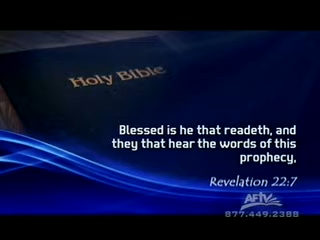 Holy Bible
Blessed is he that readeth, and
they that hear the words of this
prophecy,
Revelation 22:7
AFTV
877.449.2388